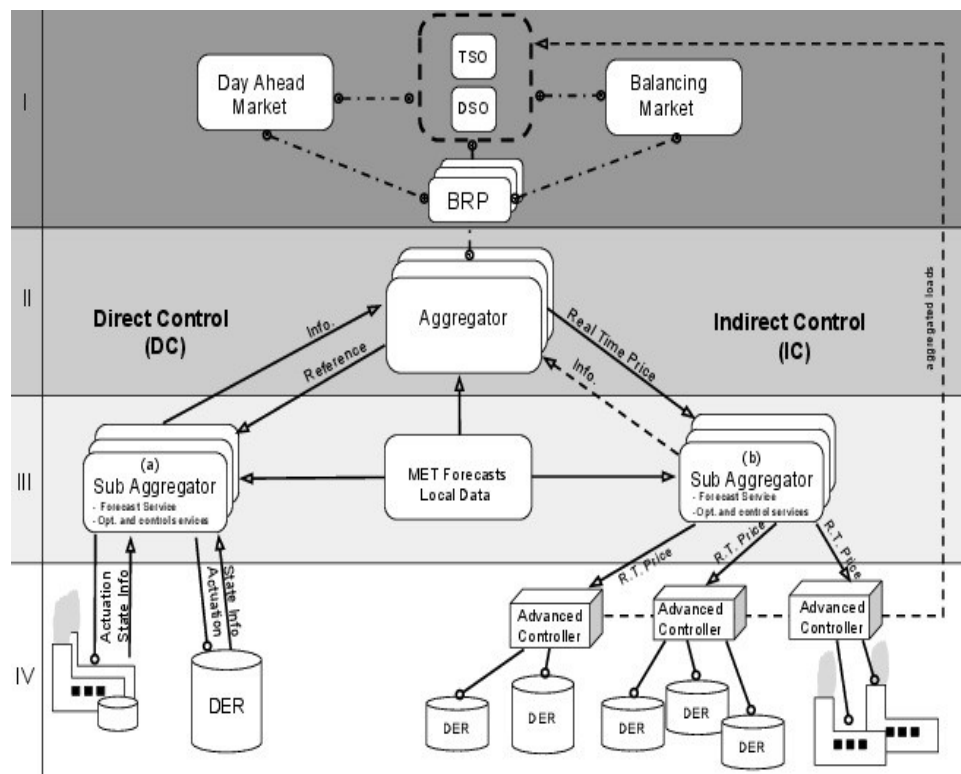 I
Day Ahead
Market
TSO
DSO
Balancing
Market
BRP
II
Direct Control
(DC)
Info.
Reference
Aggregator
Real Time Price
Info.
Indirect Control
(IC)
aggregated loads
III
(a)
Sub Aggregator
- Forecast Service
- Opt. and control services
MET Forecasts
Local Data
(b)
Sub Aggregator
- Forecast Service
- Opt. and control services
IV
Actuation
State Info
Actuation
State Info
DER
R.T. Price
R.T. Price
R.T. Price
Advanced
Controller
Advanced
Controller
Advanced
Controller
DER
DER
DER
DER
DER